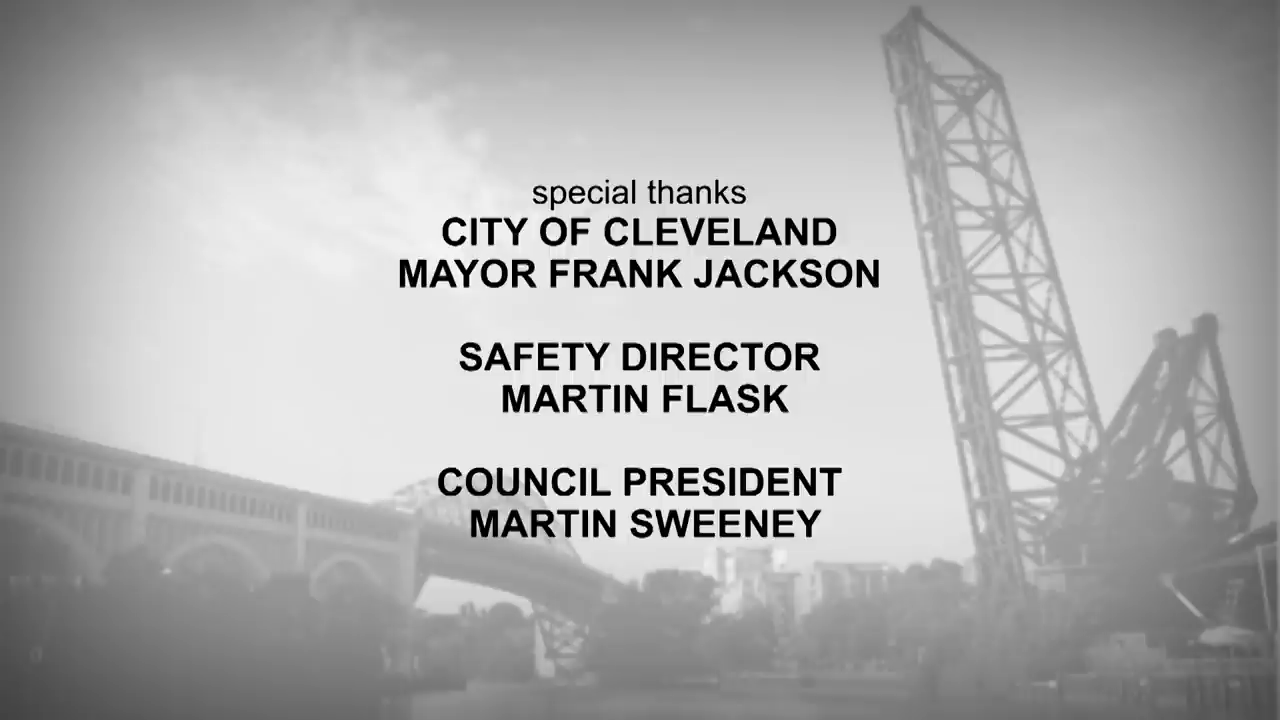 special thanks
CITY OF CLEVELAND
MAYOR FRANK JACKSON
SAFETY DIRECTOR
MARTIN FLASK
COUNCIL PRESIDENT
MARTIN SWEENEY